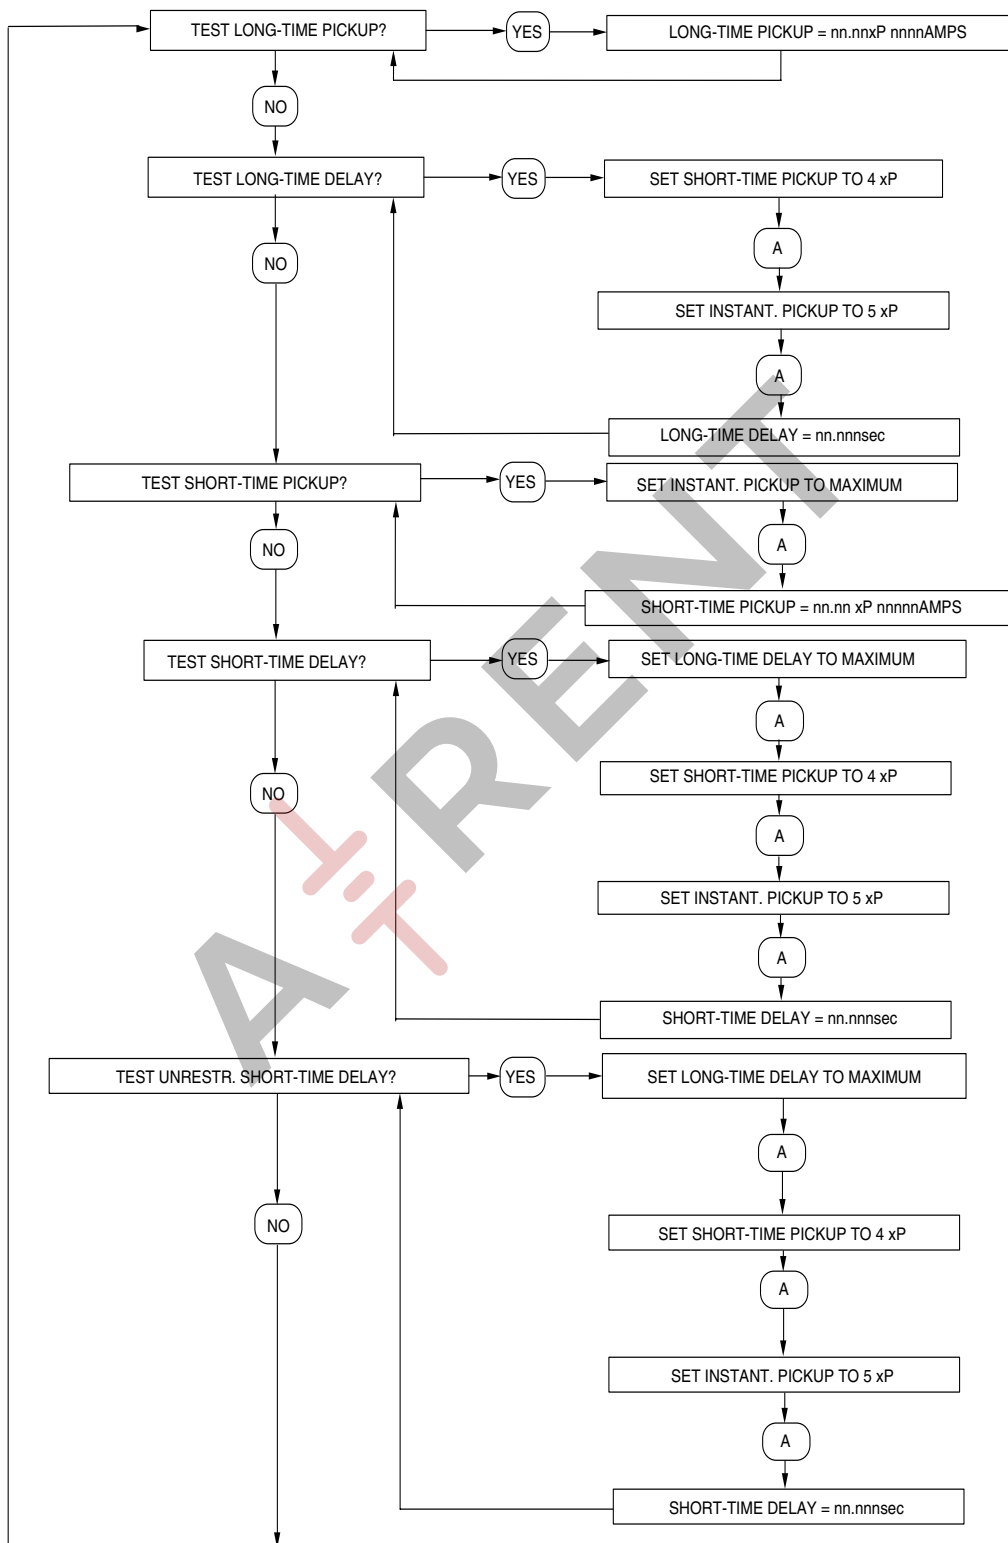 TEST LONG-TIME PICKUP?
YES
LONG-TIME PICKUP = nn.nnxP nnnnAMPS
NO
TEST LONG-TIME DELAY?
YES
SET SHORT-TIME PICKUP TO 4 xP
NO
A
SET INSTANT. PICKUP TO 5 xP
A
LONG-TIME DELAY = nn.nnnsec
TEST SHORT-TIME PICKUP?
YES
SET INSTANT. PICKUP TO MAXIMUM
NO
A
SHORT-TIME PICKUP = nn.nn xP nnnnnAMPS
TEST SHORT-TIME DELAY?
YES
SET LONG-TIME DELAY TO MAXIMUM
A
SET SHORT-TIME PICKUP TO 4 xP
NO
A
SET INSTANT. PICKUP TO 5 xP
A
SHORT-TIME DELAY = nn.nnnsec
TEST UNRESTR. SHORT-TIME DELAY?
YES
SET LONG-TIME DELAY TO MAXIMUM
A
NO
SET SHORT-TIME PICKUP TO 4 xP
A
SET INSTANT. PICKUP TO 5 xP
A
SHORT-TIME DELAY = nn.nnnsec
A RENT